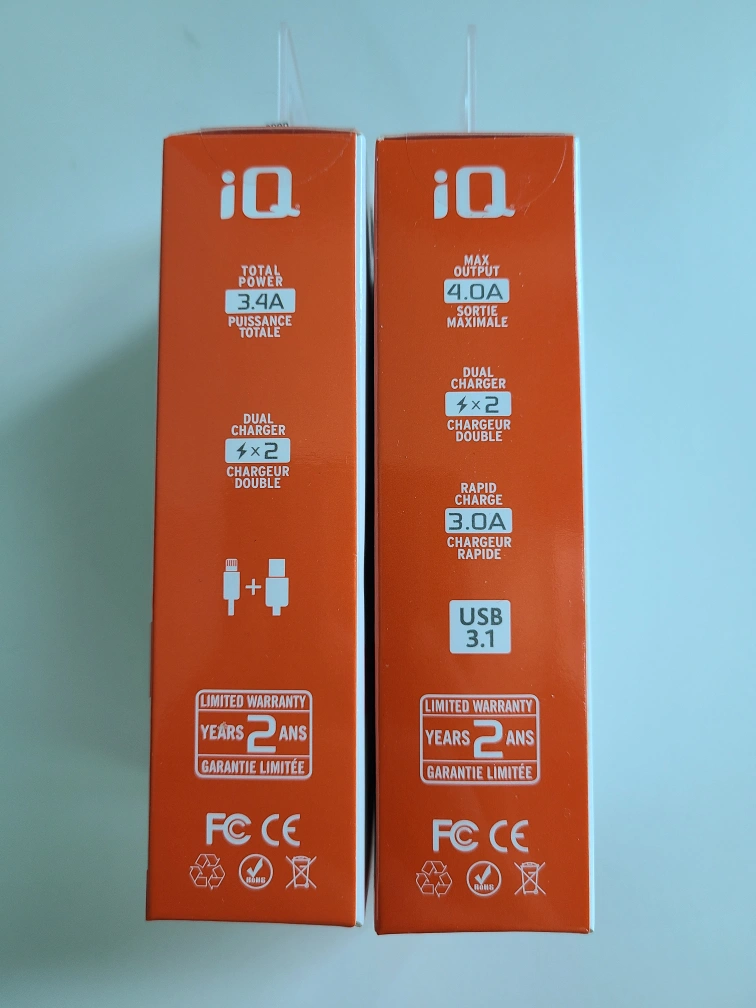 iQ
TOTAL
POWER
3.4A
PUISSANCE
TOTALE
DUAL
CHARGER
×2
CHARGEUR
DOUBLE
+
LIMITED WARRANTY
YEARS 2 ANS
GARANTIE LIMITÉE
FC CE
RoHS
iQ
MAX
OUTPUT
4.0A
SORTIE
MAXIMALE
DUAL
CHARGER
×2
CHARGEUR
DOUBLE
RAPID
CHARGE
3.0A
CHARGEUR
RAPIDE
USB
3.1
LIMITED WARRANTY
YEARS 2 ANS
GARANTIE LIMITÉE
FC CE
RoHS